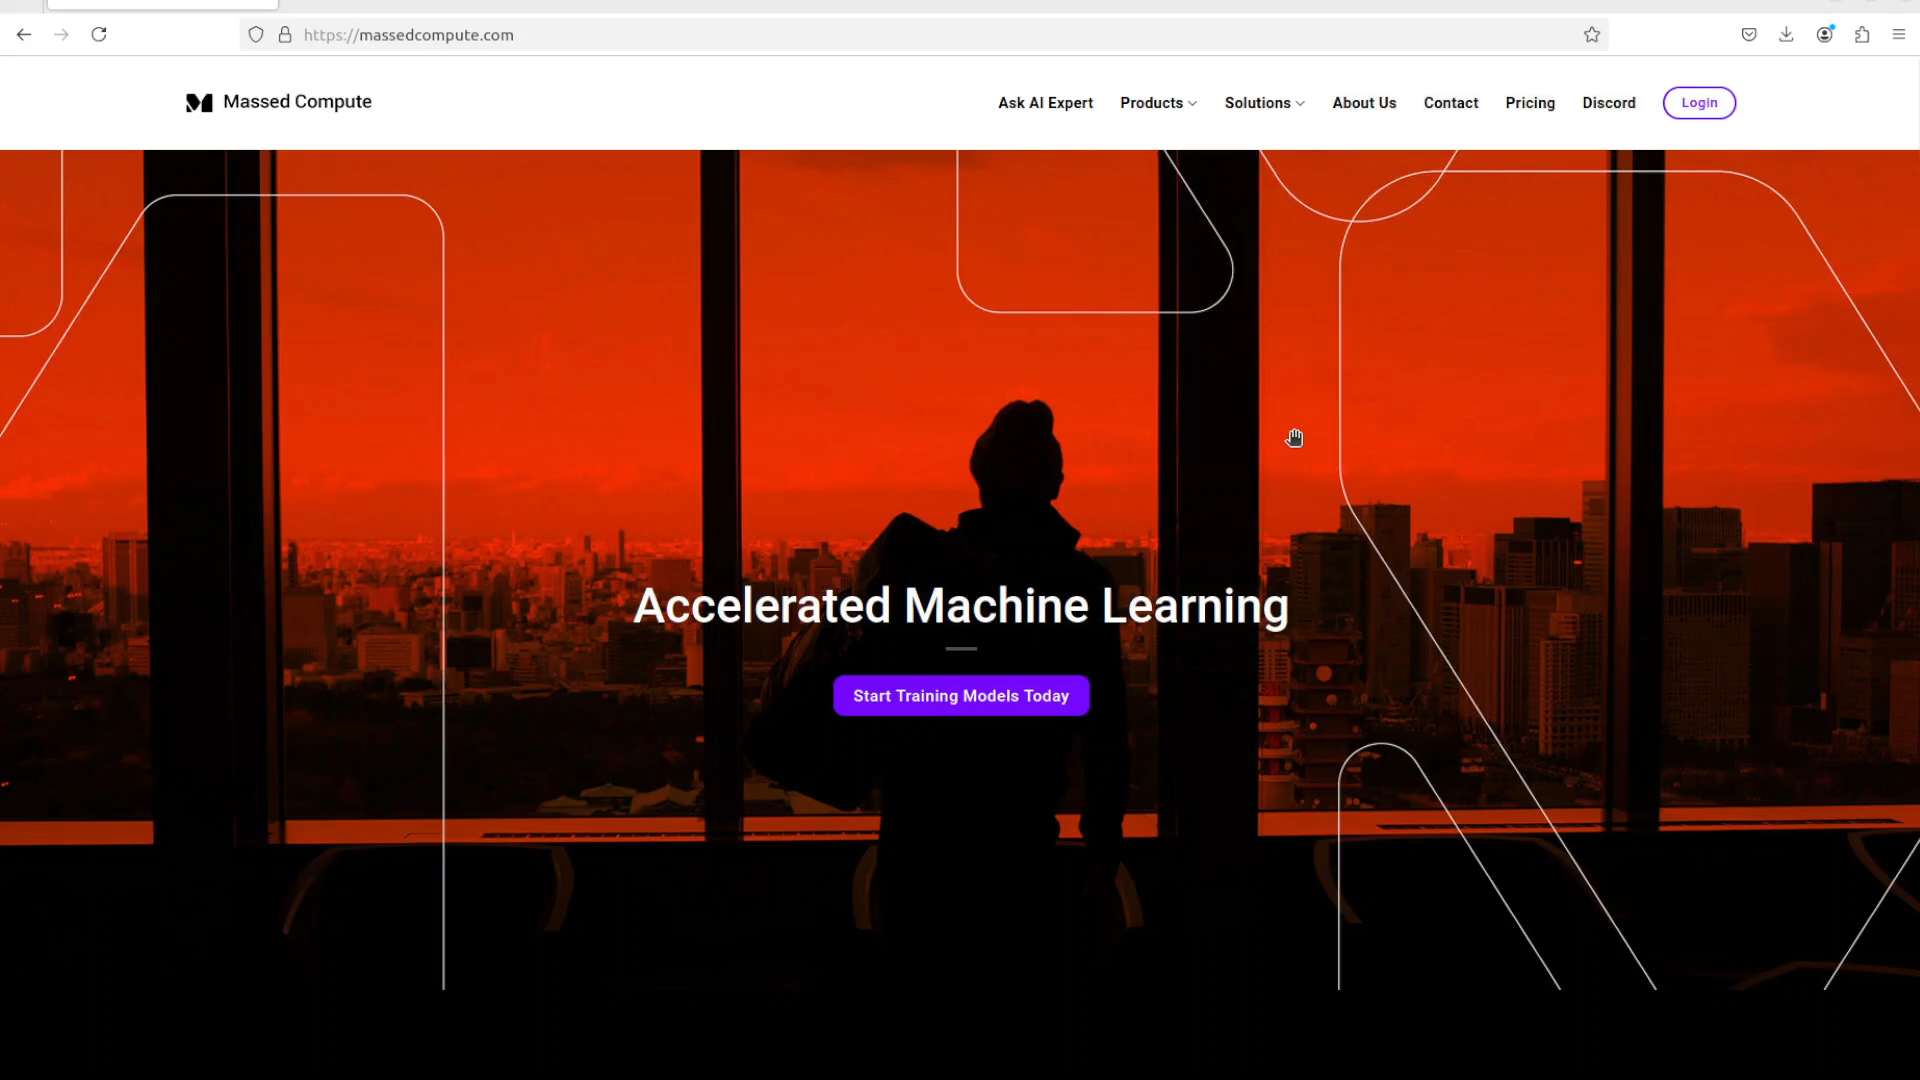 https://massedcompute.com
Massed Compute
Ask AI Expert
Products
Solutions
About Us
Contact
Pricing
Discord
Login
Accelerated Machine Learning
Start Training Models Today